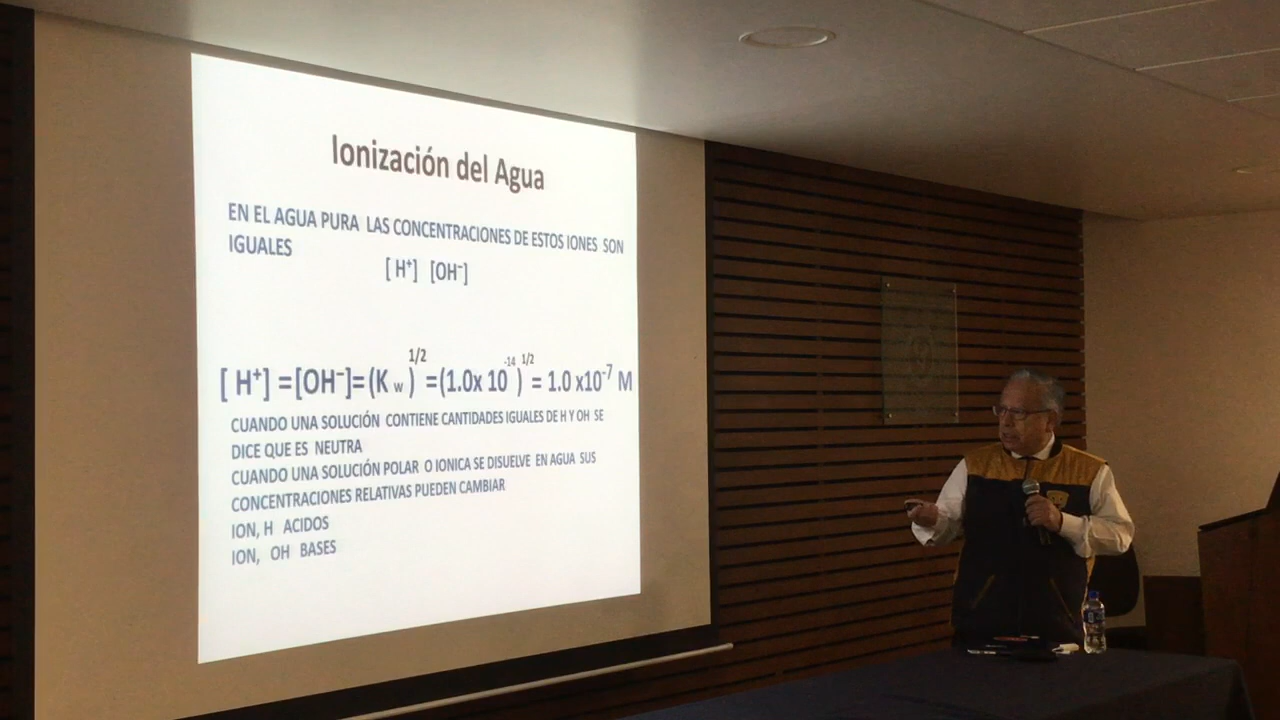 Ionización del Agua
EN EL AGUA PURA LAS CONCENTRACIONES DE ESTOS IONES SON
IGUALES
[ H⁺] [OH⁻]
[ H⁺] =[OH⁻]=(K w)^1/2 =(1.0x 10^-14)^1/2 = 1.0 x10^-7 M
CUANDO UNA SOLUCIÓN CONTIENE CANTIDADES IGUALES DE H Y OH SE
DICE QUE ES NEUTRA
CUANDO UNA SOLUCIÓN POLAR O IONICA SE DISUELVE EN AGUA SUS
CONCENTRACIONES RELATIVAS PUEDEN CAMBIAR
ION, H ACIDOS
ION, OH BASES